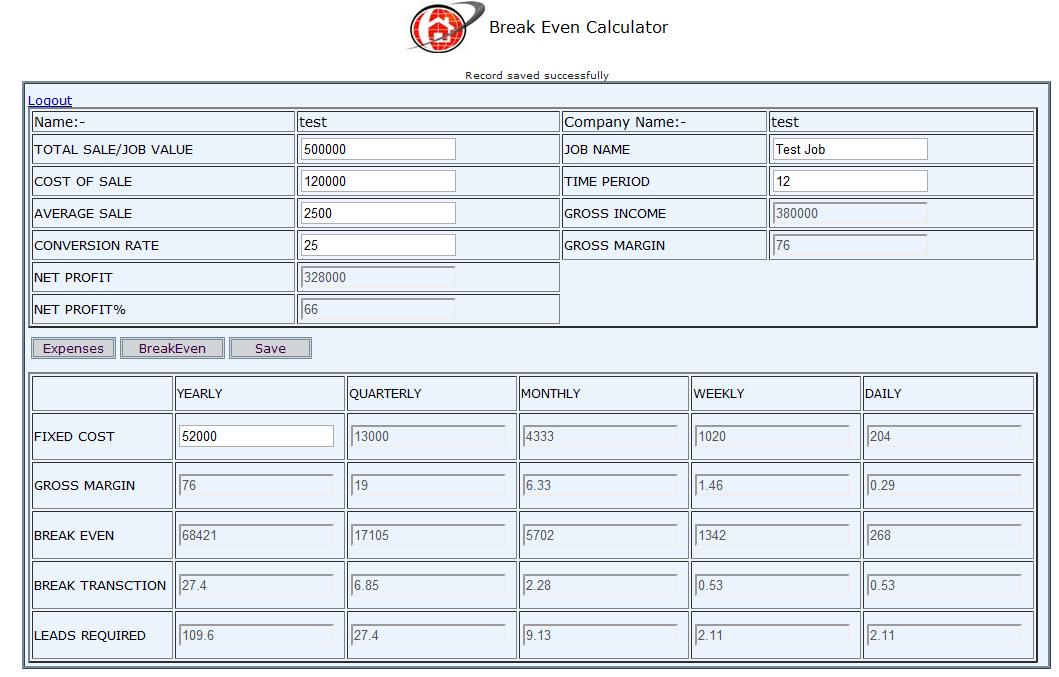 Break Even Calculator
Record saved successfully
Logout
Name:- test Company Name:- test
TOTAL SALE/JOB VALUE 500000 JOB NAME Test Job
COST OF SALE 120000 TIME PERIOD 12
AVERAGE SALE 2500 GROSS INCOME 380000
CONVERSION RATE 25 GROSS MARGIN 76
NET PROFIT 328000
NET PROFIT% 66
Expenses BreakEven Save
YEARLY QUARTERLY MONTHLY WEEKLY DAILY
FIXED COST 52000 13000 4333 1020 204
GROSS MARGIN 76 19 6.33 1.46 0.29
BREAK EVEN 68421 17105 5702 1342 268
BREAK TRANSCTION 27.4 6.85 2.28 0.53 0.53
LEADS REQUIRED 109.6 27.4 9.13 2.11 2.11